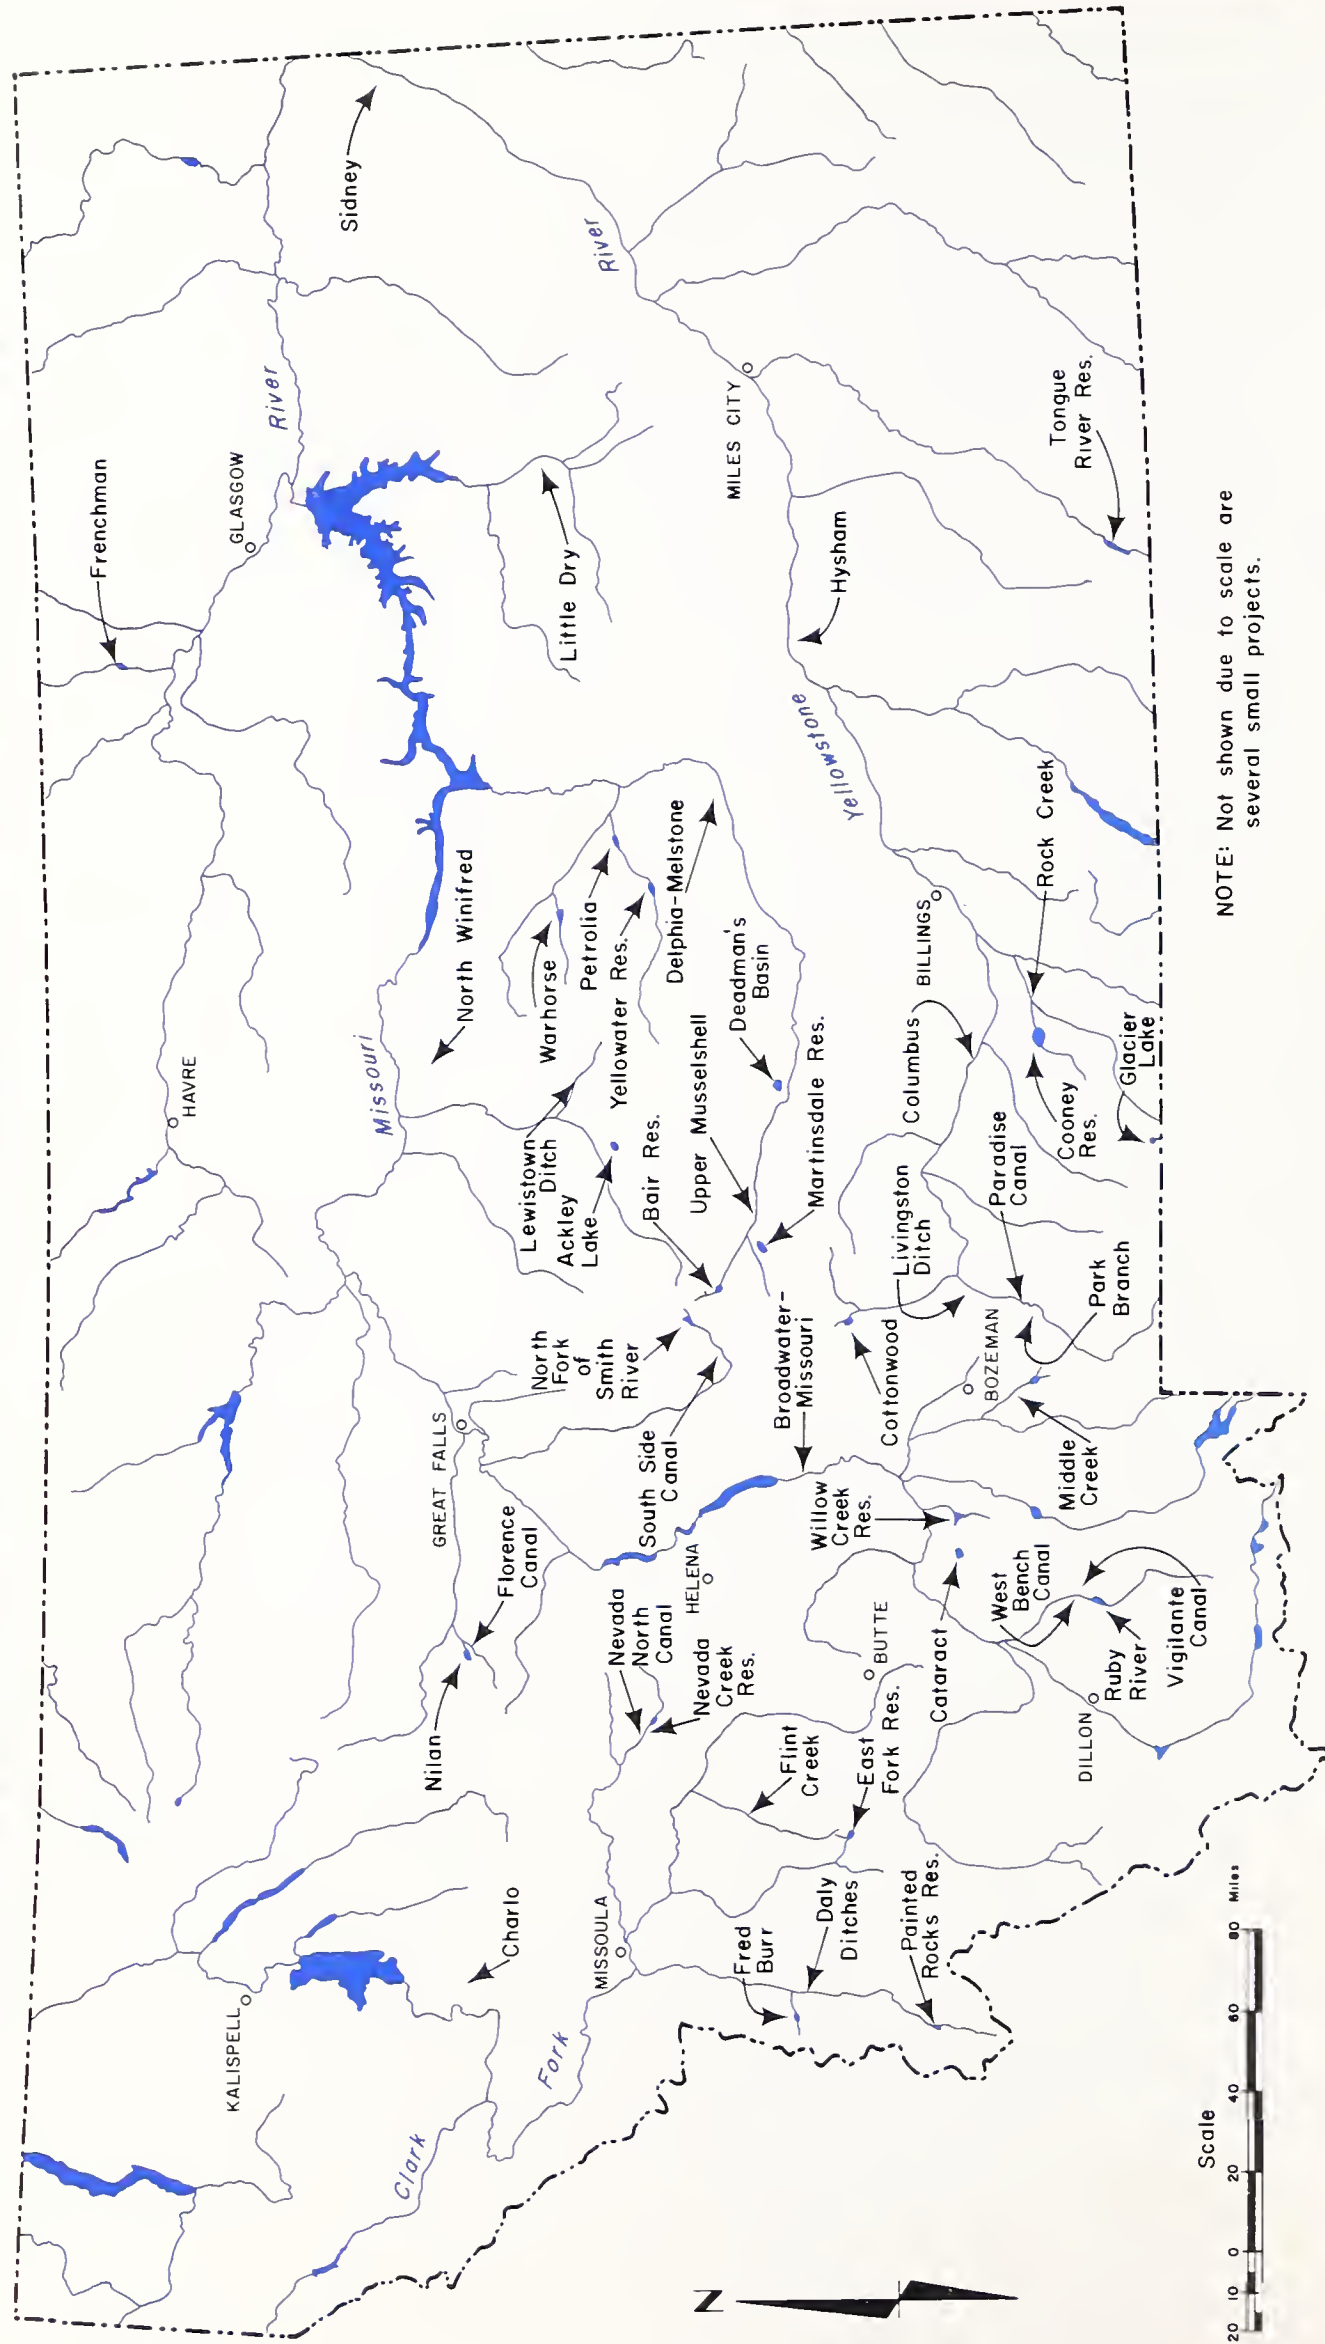 Frenchman
GLASGOW
River
Sidney
River
HAVRE
Missouri
North Winifred
Little Dry
MILES CITY
Hysham
Tongue
River Res.
Yellowstone
KALISPELL
Charlo
Clark
Fork
MISSOULA
Nilan
Florence
Canal
GREAT FALLS
North
Fork
of
Smith
River
South Side
Canal
Lewistown
Ditch
Ackley
Lake
Bair Res.
Warhorse
Petrolia
Yellowater Res.
Delphia-Melstone
Upper Musselshell
Deadman's
Basin
Martinsdale Res.
Nevada
North
Canal
Nevada
Creek
Res.
HELENA
Broadwater-
Missouri
Flint
Creek
East
Fork Res.
BUTTE
Fred
Burr
Daly
Ditches
Painted
Rocks Res.
Willow
Creek
Res.
Cataract
West
Bench
Canal
Ruby
River
Vigilante
Canal
DILLON
Cottonwood
Middle
Creek
BOZEMAN
Livingston
Ditch
Paradise
Canal
Park
Branch
Columbus
BILLINGS
Rock Creek
Cooney
Res.
Glacier
Lake
N
Scale
20 10 0 20 40 60 80 Miles
NOTE: Not shown due to scale are
several small projects.